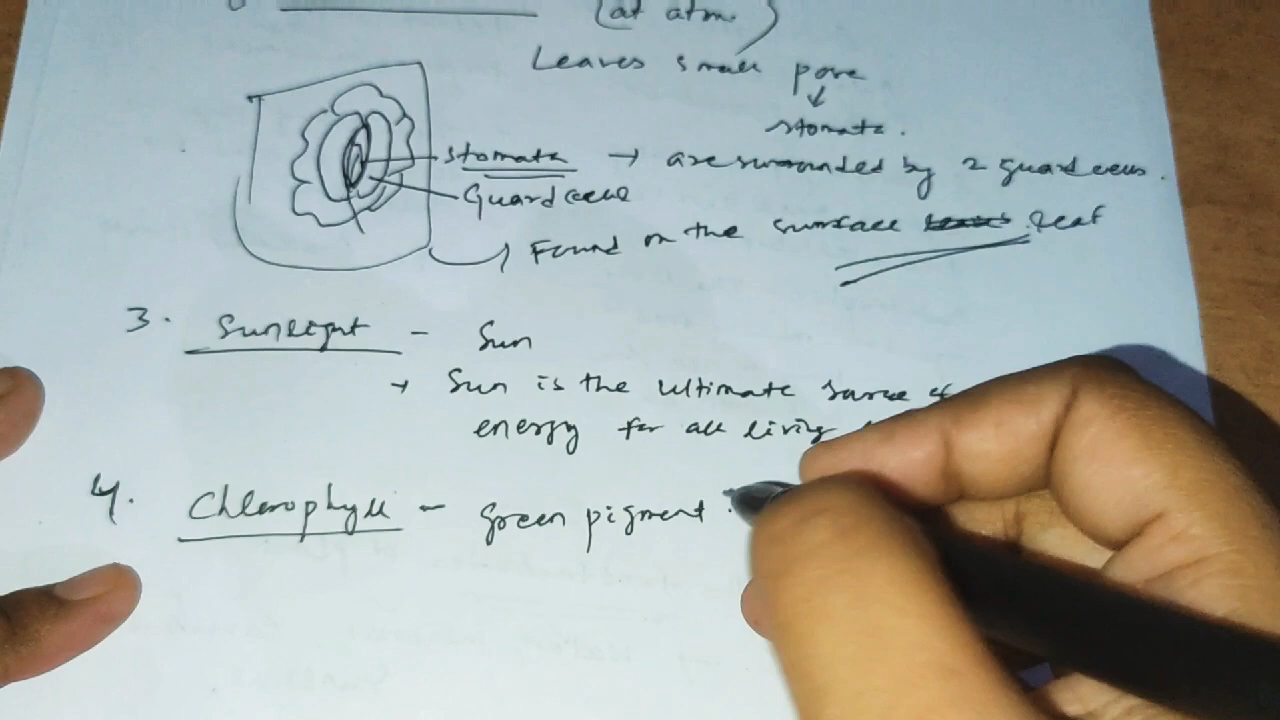 (at atm.)
Leaves small pore
↓
stomata.
stomata → are surrounded by 2 guard cells.
Guard cell
Found on the surface leaf
3. Sunlight - Sun
→ Sun is the ultimate source of
energy for all living
4. Chlorophyll - green pigment.